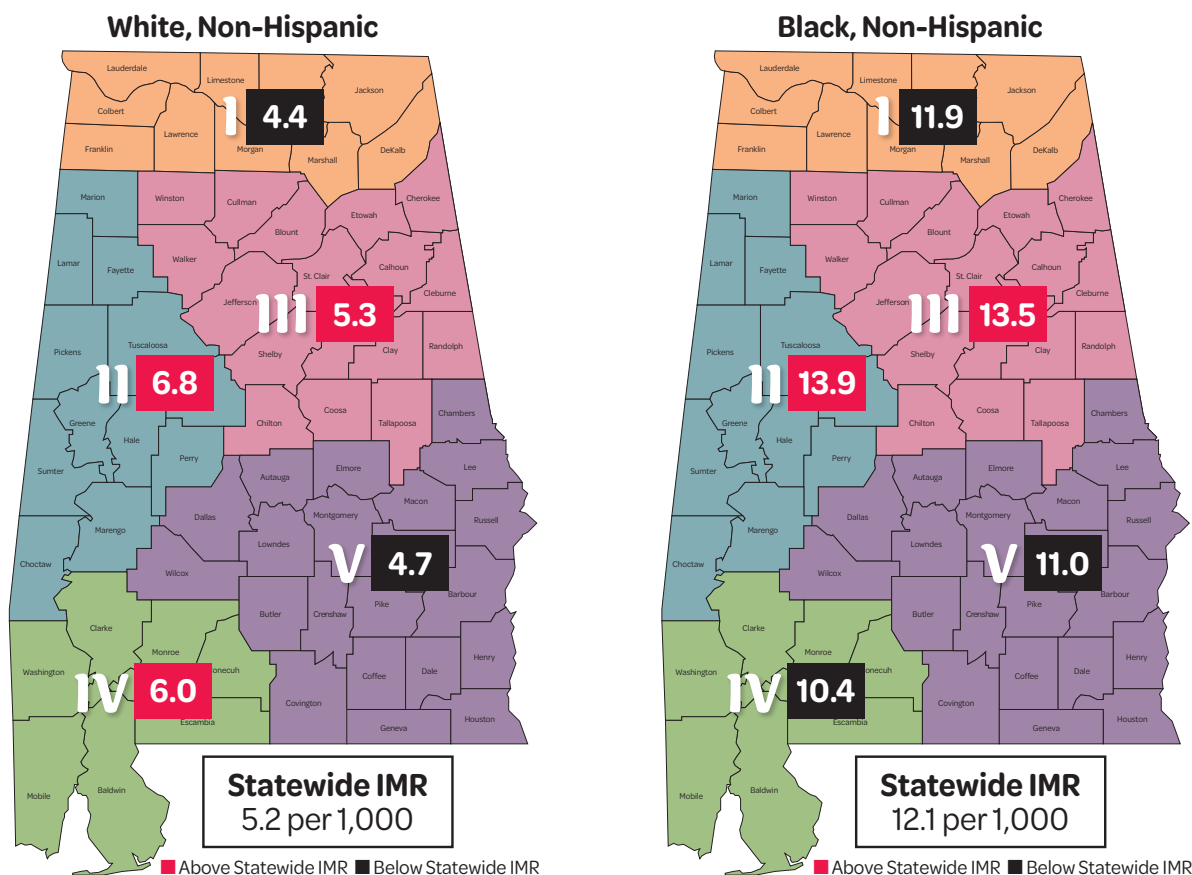 White, Non-Hispanic
Lauderdale
Limestone
Jackson
Colbert
I 4.4
Lawrence
Franklin
Morgan
Marshall
DeKalb
Marion
Winston
Cullman
Cherokee
Etowah
Blount
Lamar
Fayette
Walker
St. Clair
Calhoun
Jefferson
Cleburne
III 5.3
Pickens
Tuscaloosa
Shelby
Clay
Randolph
II 6.8
Greene
Hale
Chilton
Coosa
Tallapoosa
Chambers
Sumter
Perry
Autauga
Elmore
Lee
Macon
Dallas
Montgomery
Russell
Marengo
Lowndes
Choctaw
Wilcox
V 4.7
Barbour
Butler
Crenshaw
Pike
Clarke
Monroe
Washington
onecuh
IV 6.0
Escambia
Covington
Coffee
Dale
Henry
Geneva
Houston
Mobile
Baldwin
Statewide IMR
5.2 per 1,000
Above Statewide IMR Below Statewide IMR
Black, Non-Hispanic
Lauderdale
Limestone
Jackson
Colbert
I 11.9
Lawrence
Franklin
Morgan
Marshall
DeKalb
Marion
Winston
Cullman
Cherokee
Etowah
Blount
Lamar
Fayette
Walker
St. Clair
Calhoun
Jefferson
Cleburne
III 13.5
Pickens
Tuscaloosa
Shelby
Clay
Randolph
II 13.9
Greene
Hale
Chilton
Coosa
Tallapoosa
Chambers
Sumter
Perry
Autauga
Elmore
Lee
Macon
Dallas
Montgomery
Russell
Marengo
Lowndes
Choctaw
Wilcox
V 11.0
Barbour
Butler
Crenshaw
Pike
Clarke
Monroe
Washington
onecuh
IV 10.4
Escambia
Covington
Coffee
Dale
Henry
Geneva
Houston
Mobile
Baldwin
Statewide IMR
12.1 per 1,000
Above Statewide IMR Below Statewide IMR